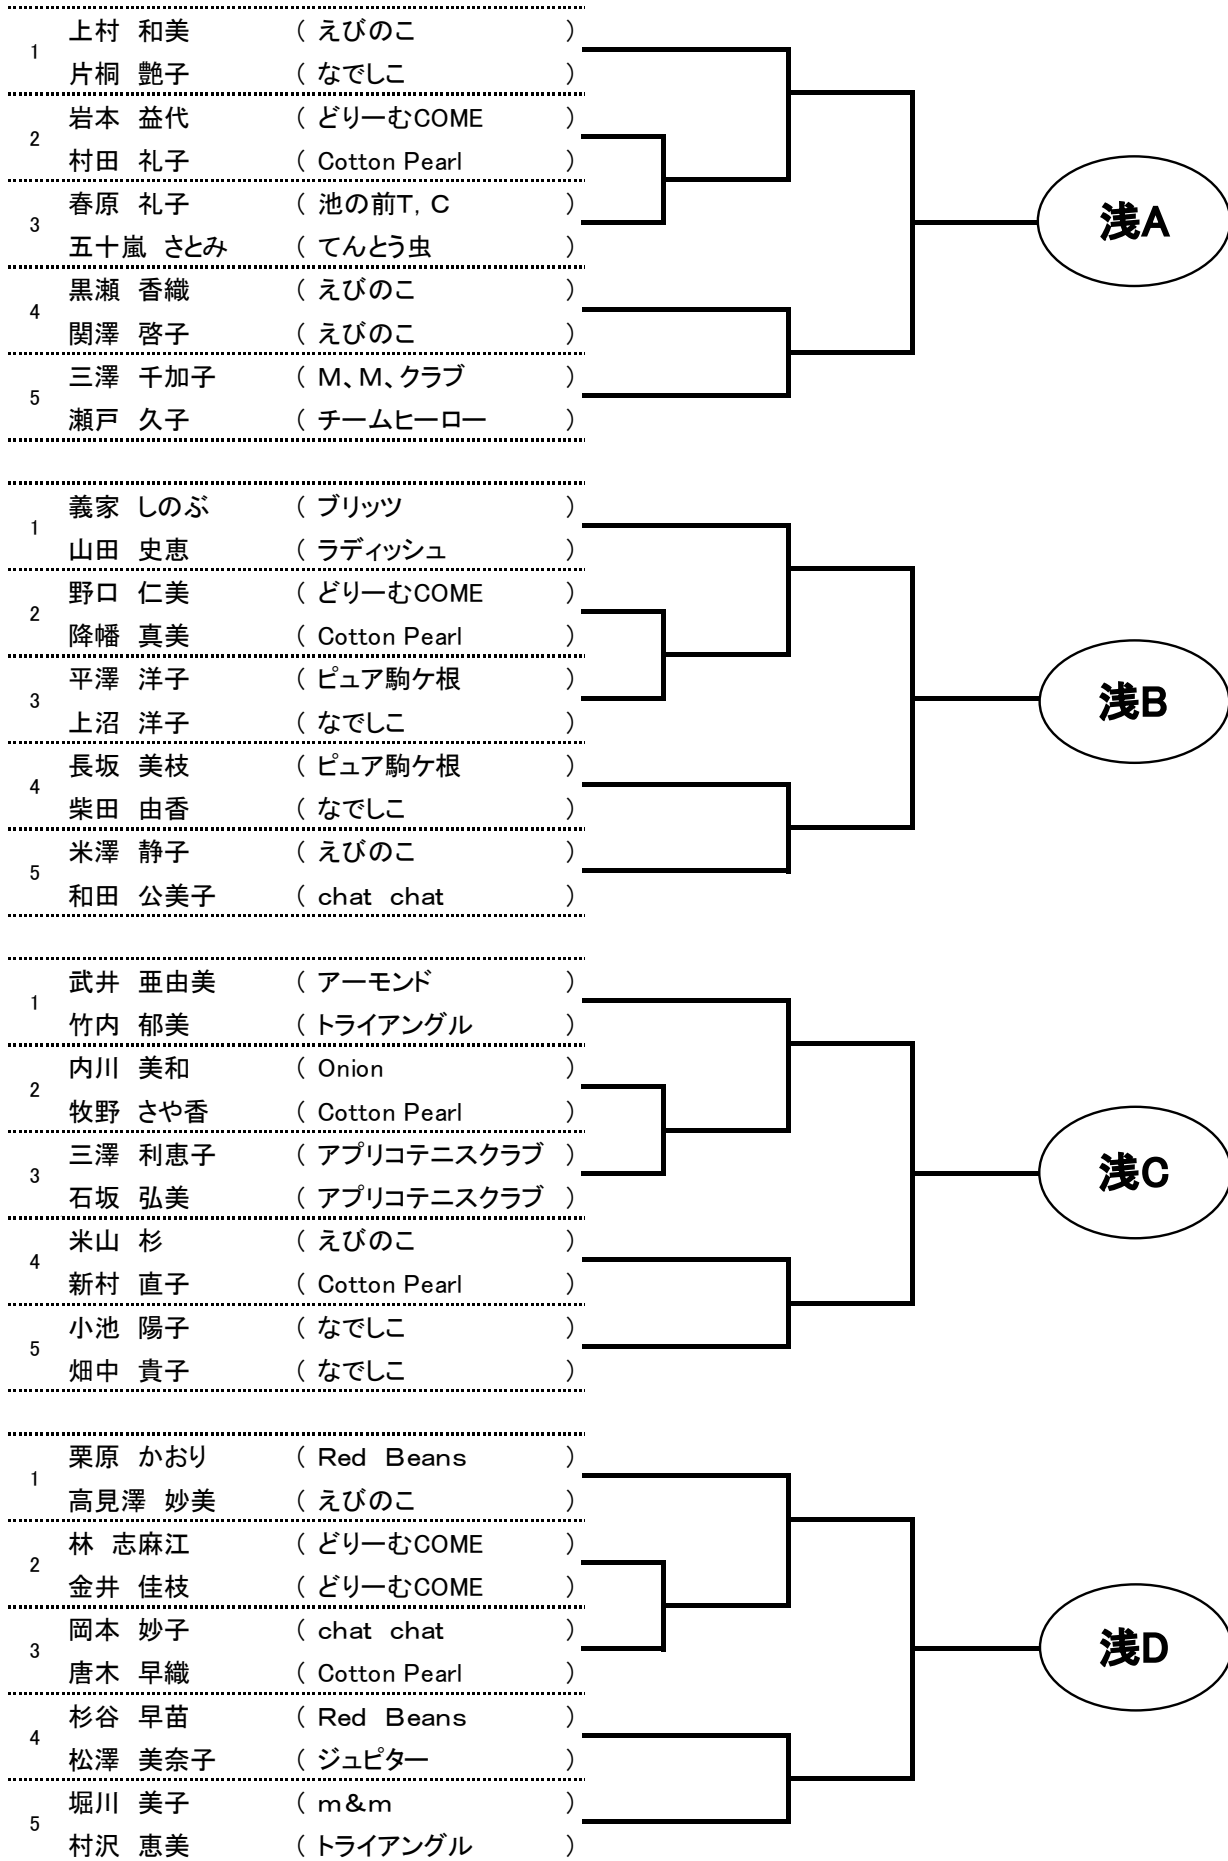 1 上村 和美 ( えびのこ )
片桐 艶子 ( なでしこ )
2 岩本 益代 ( どりーむCOME )
村田 礼子 ( Cotton Pearl )
3 春原 礼子 ( 池の前T, C )
五十嵐 さとみ ( てんとう虫 )
4 黒瀬 香織 ( えびのこ )
関澤 啓子 ( えびのこ )
5 三澤 千加子 ( M、M、クラブ )
瀬戸 久子 ( チームヒーロー )
浅A
1 義家 しのぶ ( ブリッツ )
山田 史恵 ( ラディッシュ )
2 野口 仁美 ( どりーむCOME )
降幡 真美 ( Cotton Pearl )
3 平澤 洋子 ( ピュア駒ケ根 )
上沼 洋子 ( なでしこ )
4 長坂 美枝 ( ピュア駒ケ根 )
柴田 由香 ( なでしこ )
5 米澤 静子 ( えびのこ )
和田 公美子 ( chat chat )
浅B
1 武井 亜由美 ( アーモンド )
竹内 郁美 ( トライアングル )
2 内川 美和 ( Onion )
牧野 さや香 ( Cotton Pearl )
3 三澤 利恵子 ( アプリコテニスクラブ )
石坂 弘美 ( アプリコテニスクラブ )
4 米山 杉 ( えびのこ )
新村 直子 ( Cotton Pearl )
5 小池 陽子 ( なでしこ )
畑中 貴子 ( なでしこ )
浅C
1 栗原 かおり ( Red Beans )
高見澤 妙美 ( えびのこ )
2 林 志麻江 ( どりーむCOME )
金井 佳枝 ( どりーむCOME )
3 岡本 妙子 ( chat chat )
唐木 早織 ( Cotton Pearl )
4 杉谷 早苗 ( Red Beans )
松澤 美奈子 ( ジュピター )
5 堀川 美子 ( m&m )
村沢 恵美 ( トライアングル )
浅D